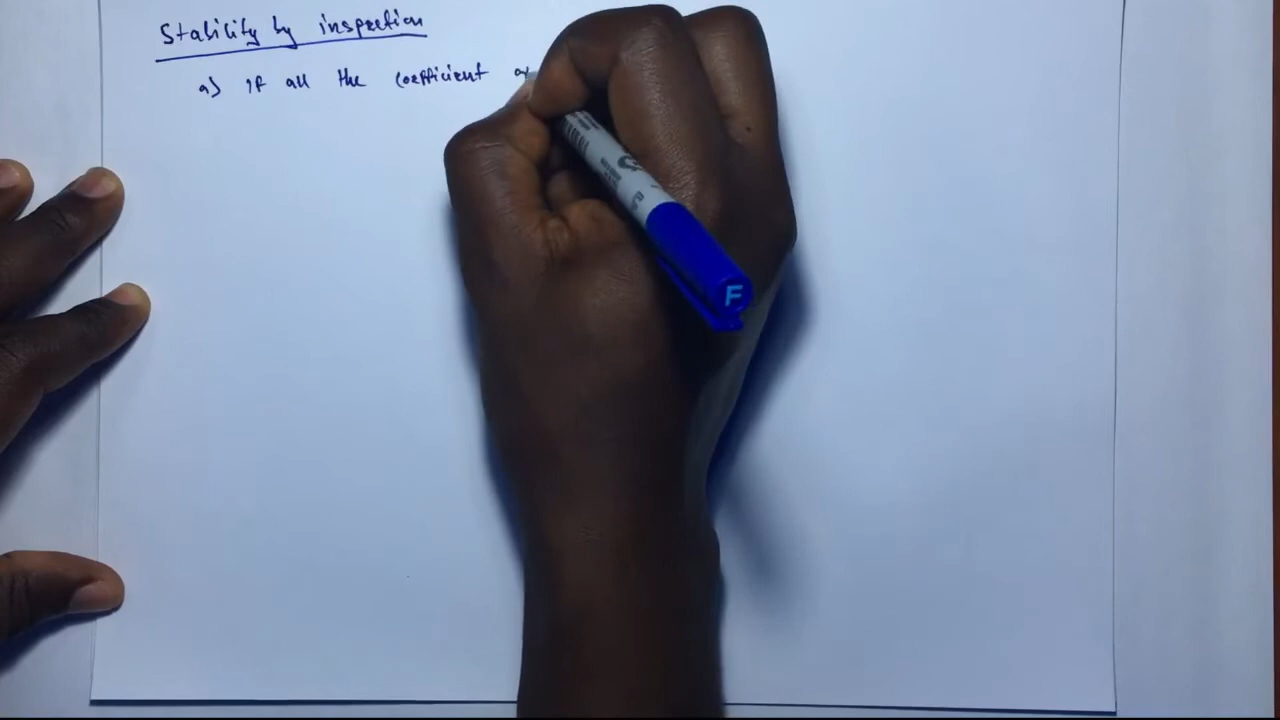 Stability by inspection
a) if all the coefficient
F